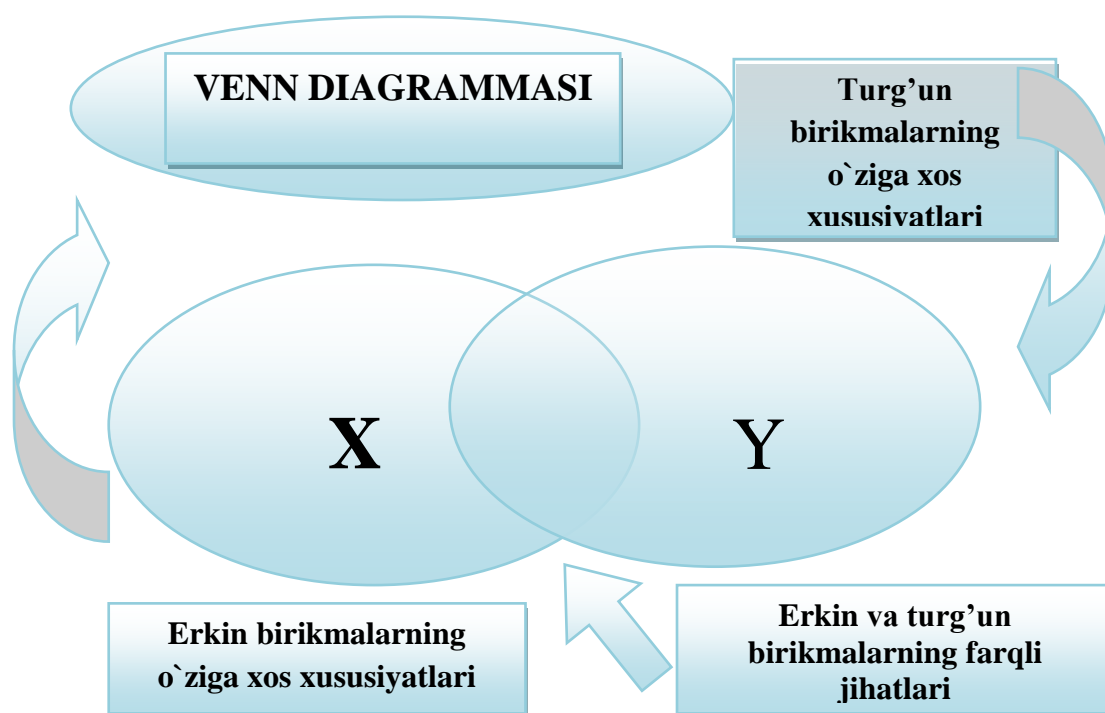 VENN DIAGRAMMASI
Turg’un
birikmalarning
o`ziga xos
xususiyatlari
X
Y
Erkin birikmalarning
o`ziga xos xususiyatlari
Erkin va turg’un
birikmalarning farqli
jihatlari